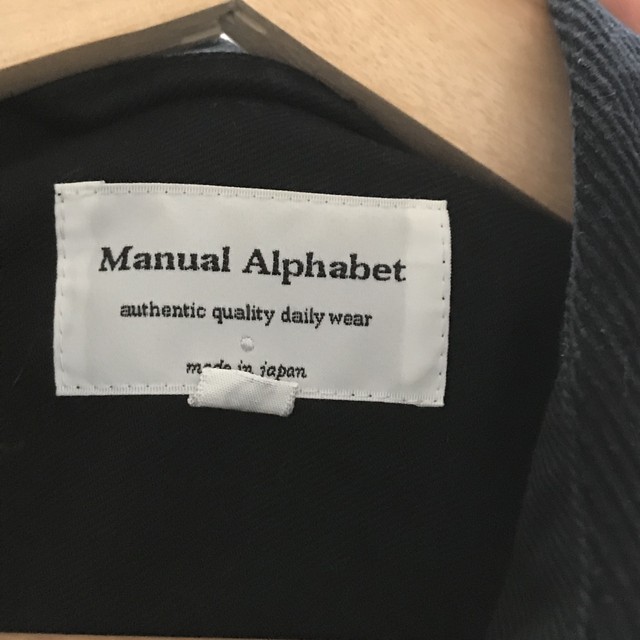 Manual Alphabet
authentic quality daily wear
made in japan